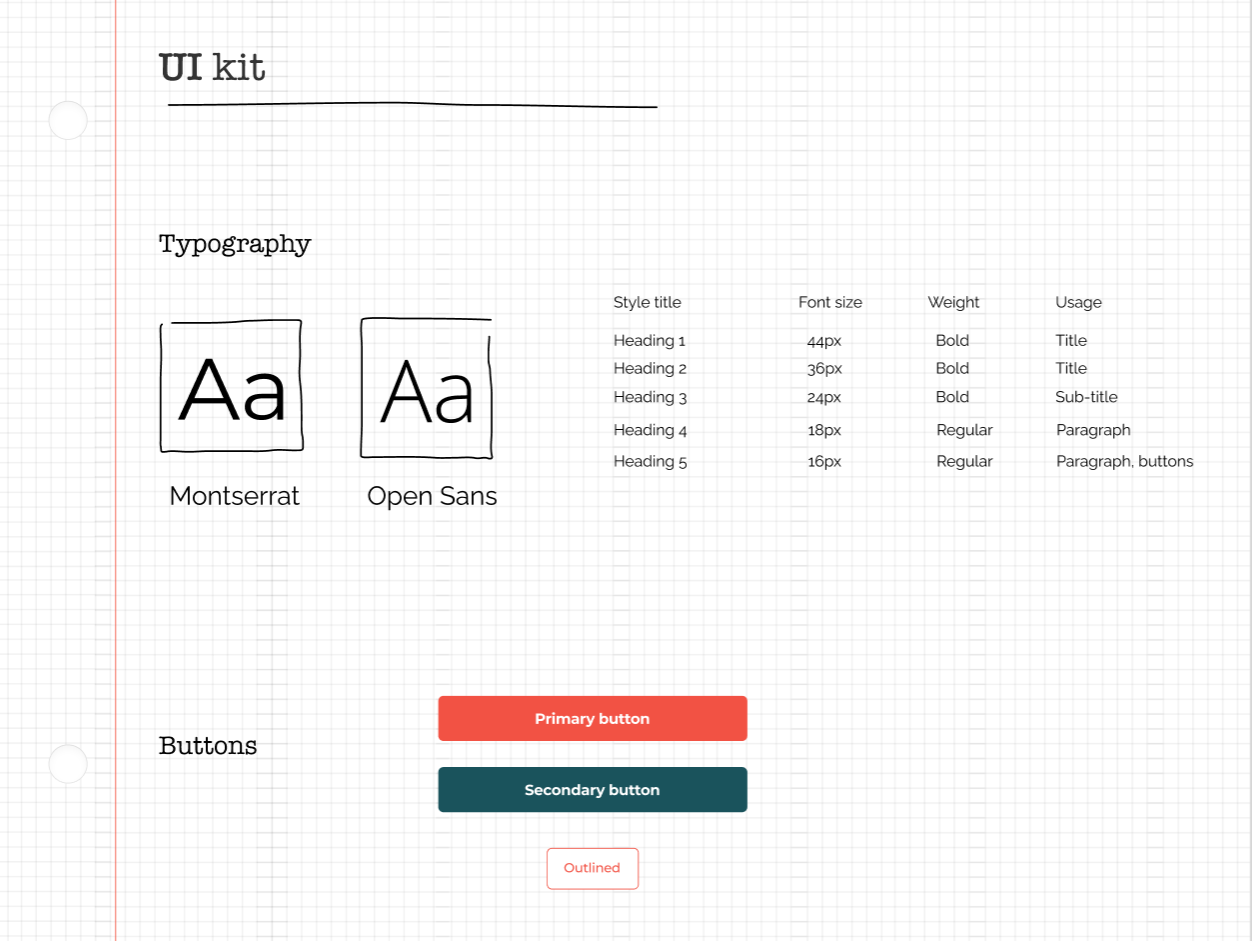 UI kit
Typography
Aa Aa
Montserrat Open Sans
Style title Font size Weight Usage
Heading 1 44px Bold Title
Heading 2 36px Bold Title
Heading 3 24px Bold Sub-title
Heading 4 18px Regular Paragraph
Heading 5 16px Regular Paragraph, buttons
Buttons
Primary button
Secondary button
Outlined